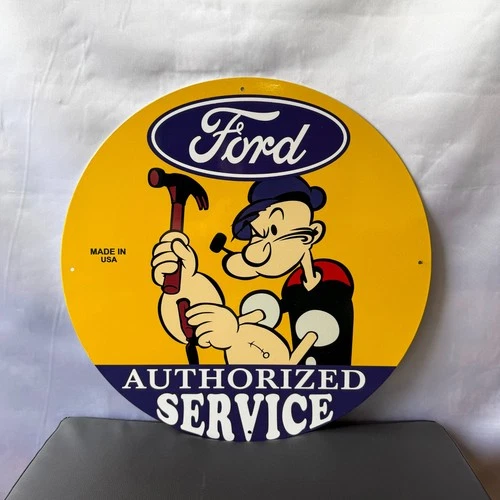 Ford
MADE IN
USA
AUTHORIZED
SERVICE